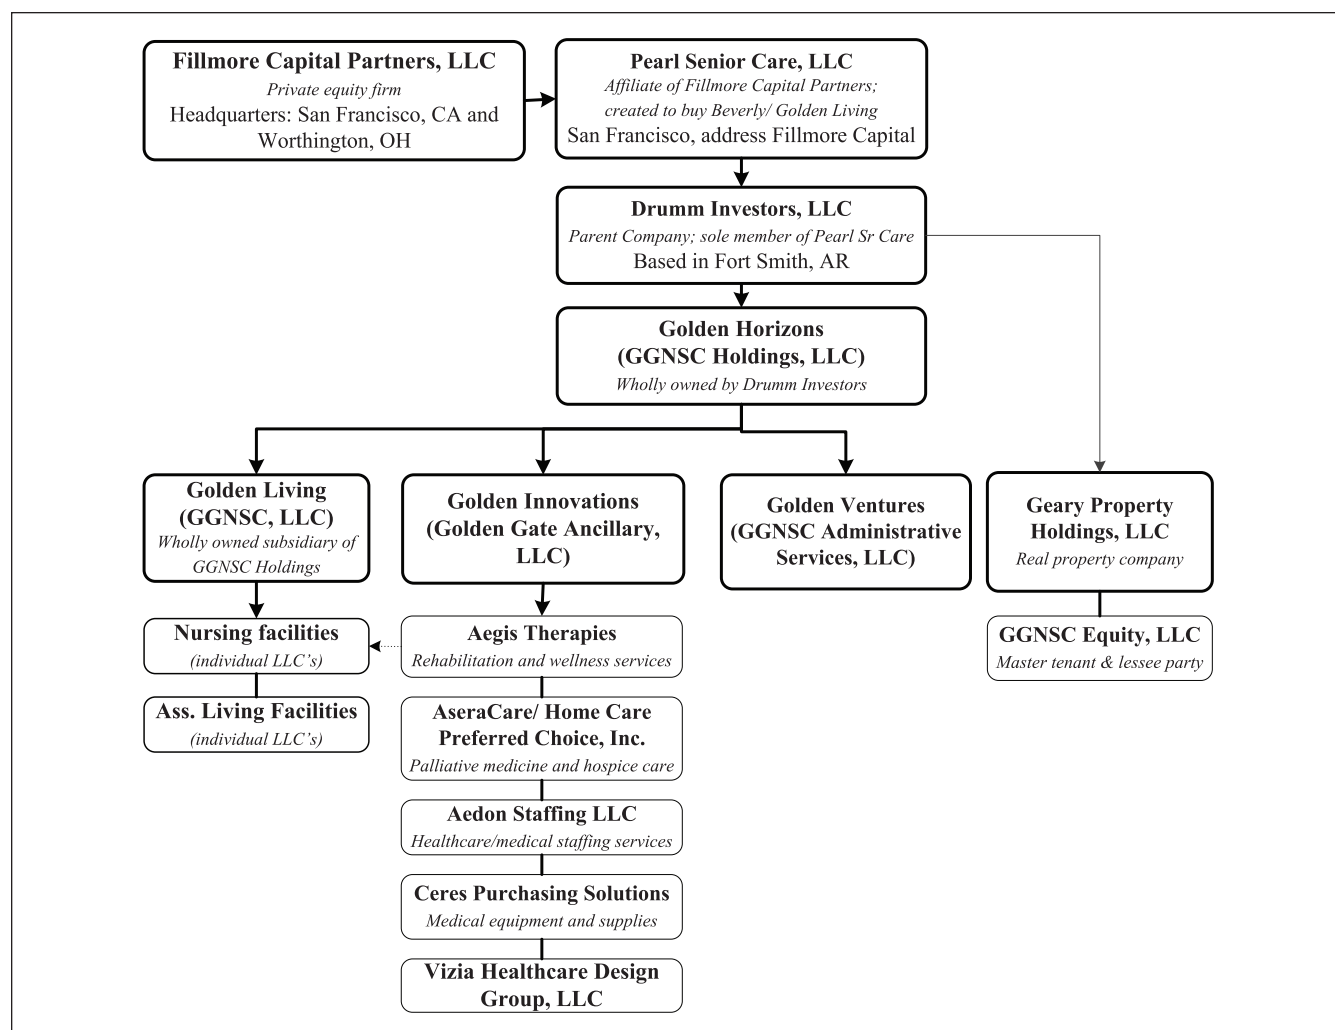 Fillmore Capital Partners, LLC
Private equity firm
Headquarters: San Francisco, CA and
Worthington, OH
Pearl Senior Care, LLC
Affiliate of Fillmore Capital Partners;
created to buy Beverly/ Golden Living
San Francisco, address Fillmore Capital
Drumm Investors, LLC
Parent Company; sole member of Pearl Sr Care
Based in Fort Smith, AR
Golden Horizons
(GGNSC Holdings, LLC)
Wholly owned by Drumm Investors
Golden Living
(GGNSC, LLC)
Wholly owned subsidiary of
GGNSC Holdings
Golden Innovations
(Golden Gate Ancillary,
LLC)
Golden Ventures
(GGNSC Administrative
Services, LLC)
Geary Property
Holdings, LLC
Real property company
Nursing facilities
(individual LLC’s)
Aegis Therapies
Rehabilitation and wellness services
GGNSC Equity, LLC
Master tenant & lessee party
Ass. Living Facilities
(individual LLC’s)
AseraCare/ Home Care
Preferred Choice, Inc.
Palliative medicine and hospice care
Aedon Staffing LLC
Healthcare/medical staffing services
Ceres Purchasing Solutions
Medical equipment and supplies
Vizia Healthcare Design
Group, LLC